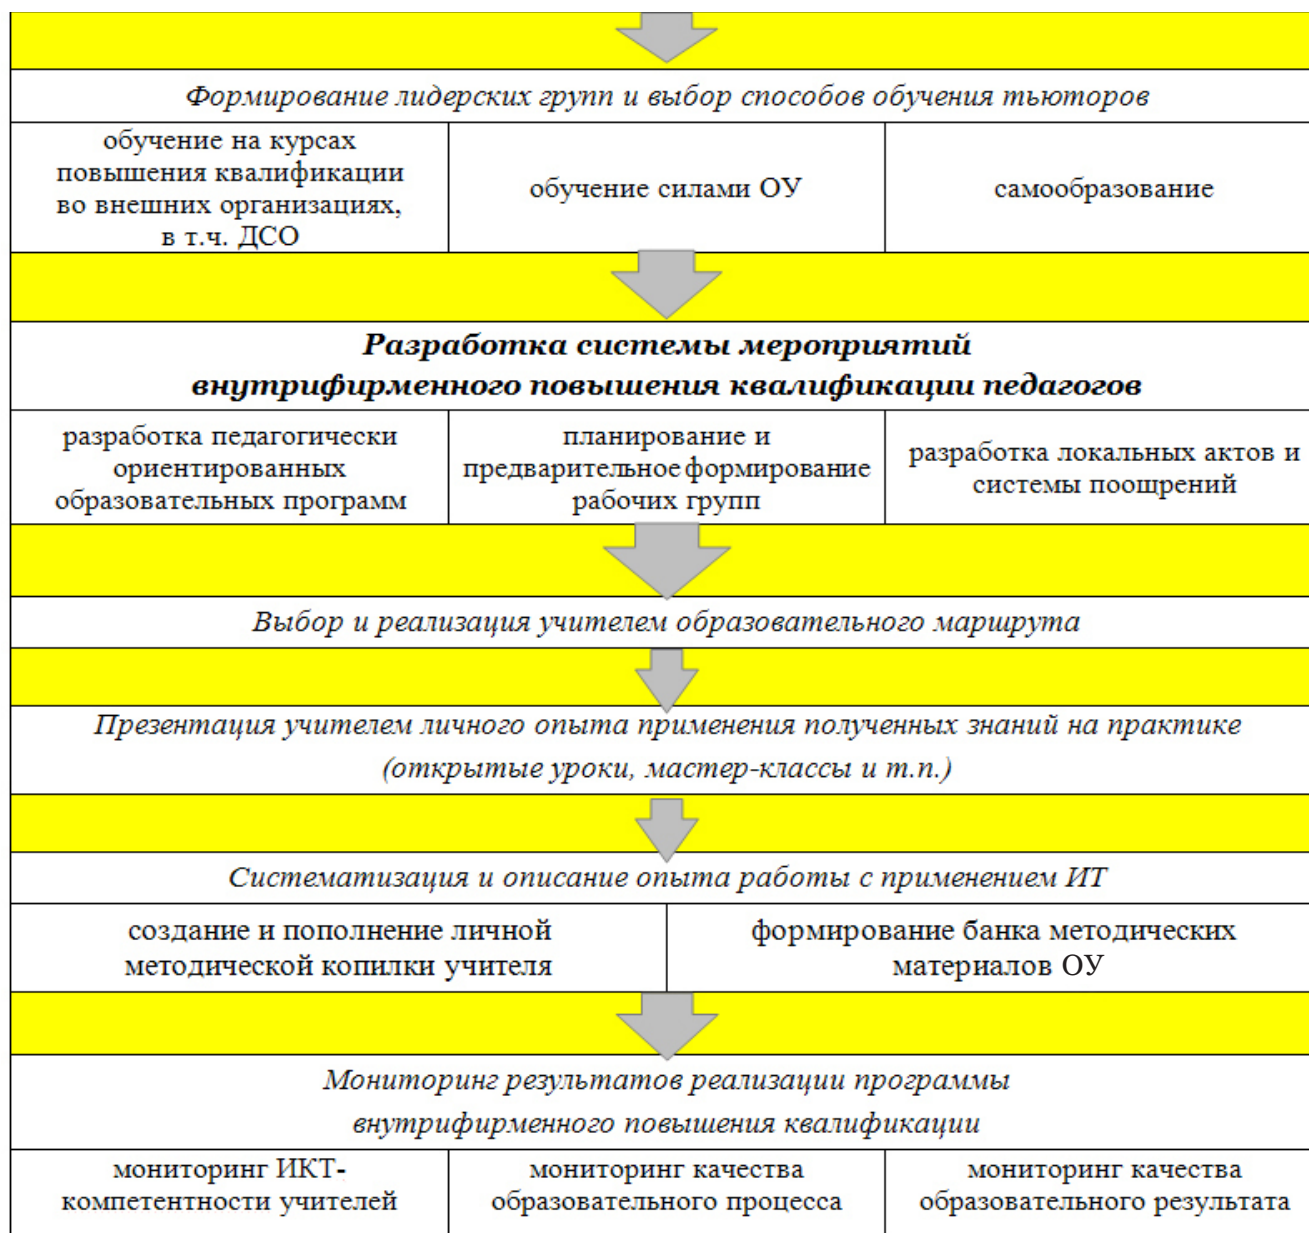 Формирование лидерских групп и выбор способов обучения тьюторов
обучение на курсах
повышения квалификации
во внешних организациях,
в т.ч. ДСО
обучение силами ОУ
самообразование
Разработка системы мероприятий
внутрифирменного повышения квалификации педагогов
разработка педагогически
ориентированных
образовательных программ
планирование и
предварительное формирование
рабочих групп
разработка локальных актов и
системы поощрений
Выбор и реализация учителем образовательного маршрута
Презентация учителем личного опыта применения полученных знаний на практике
(открытые уроки, мастер-классы и т.п.)
Систематизация и описание опыта работы с применением ИТ
создание и пополнение личной
методической копилки учителя
формирование банка методических
материалов ОУ
Мониторинг результатов реализации программы
внутрифирменного повышения квалификации
мониторинг ИКТ-
компетентности учителей
мониторинг качества
образовательного процесса
мониторинг качества
образовательного результата